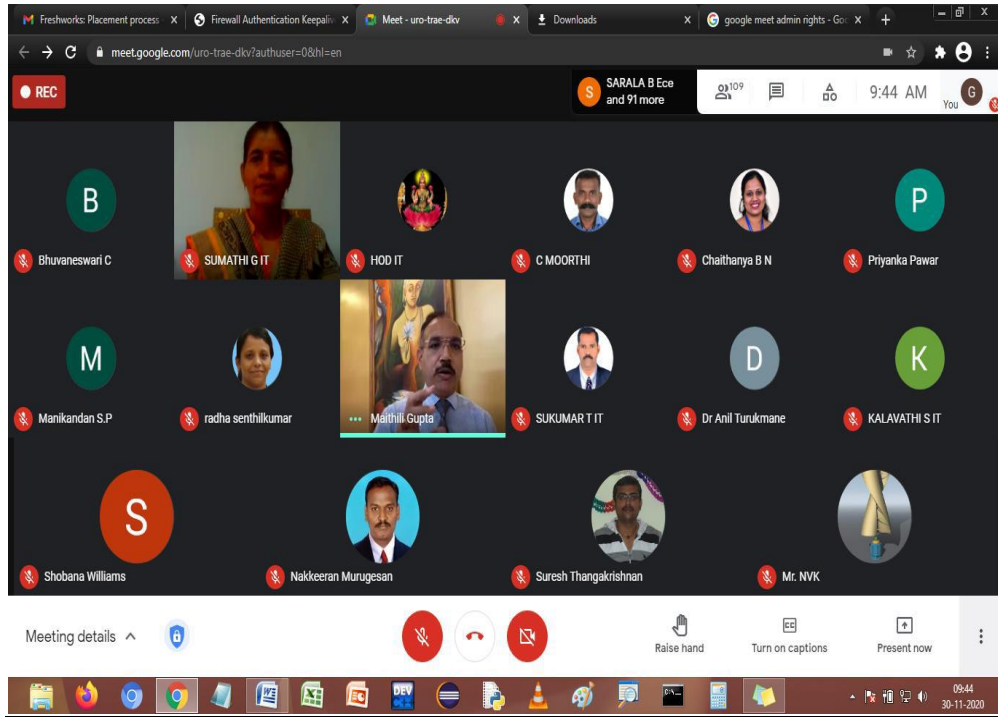 Freshworks: Placement process
Firewall Authentication Keepaliv
Meet - uro-trae-dkv
Downloads
google meet admin rights - Goo
meet.google.com/uro-trae-dkv?authuser=0&hl=en
REC
S
SARALA B Ece
and 91 more
109
9:44 AM
You
G
B
P
Bhuvaneswari C
SUMATHI G IT
HOD IT
C MOORTHI
Chaithanya B N
Priyanka Pawar
M
D
K
Manikandan S.P
radha senthilkumar
Maithili Gupta
SUKUMAR T IT
Dr Anil Turukmane
KALAVATHI S IT
S
Shobana Williams
Nakkeeran Murugesan
Suresh Thangakrishnan
Mr. NVK
Meeting details
Raise hand
CC
Turn on captions
Present now
DEV
09:44
30-11-2020